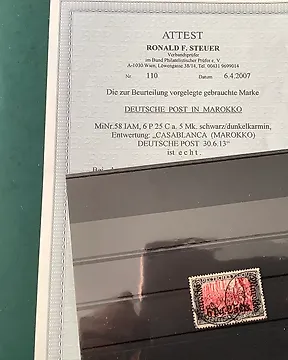 ATTEST
RONALD F. STEUER
Verbandsprüfer
im Bund Philatelistischer Prüfer e. V.
A-1030 Wien, Löwengasse 38/14, Tel. 00431 9699014
Nr. 110 Datum 6.4.2007
Die zur Beurteilung vorgelegte gebrauchte Marke
DEUTSCHE POST IN MAROKKO
MiNr.58 IAM, 6 P 25 C a. 5 Mk. schwarz/dunkelkarmin,
Entwertung: „CASABLANCA (MAROKKO)
DEUTSCHE POST 30.6.13"
ist echt.